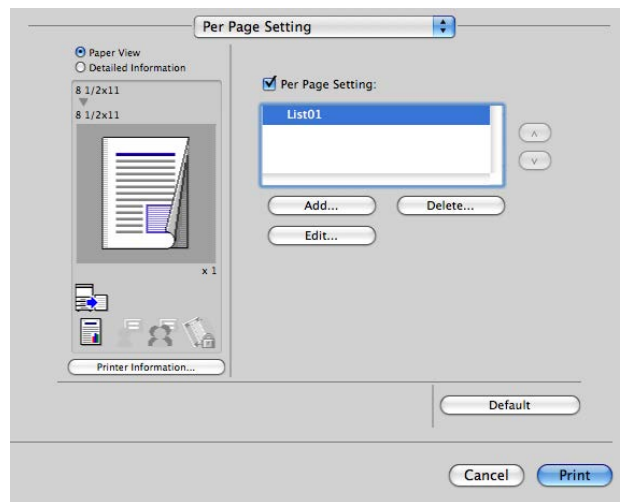 Per Page Setting
Paper View
Detailed Information
8 1/2x11
8 1/2x11
x 1
Printer Information...
Per Page Setting:
List01
Add...
Delete...
Edit...
Default
Cancel
Print